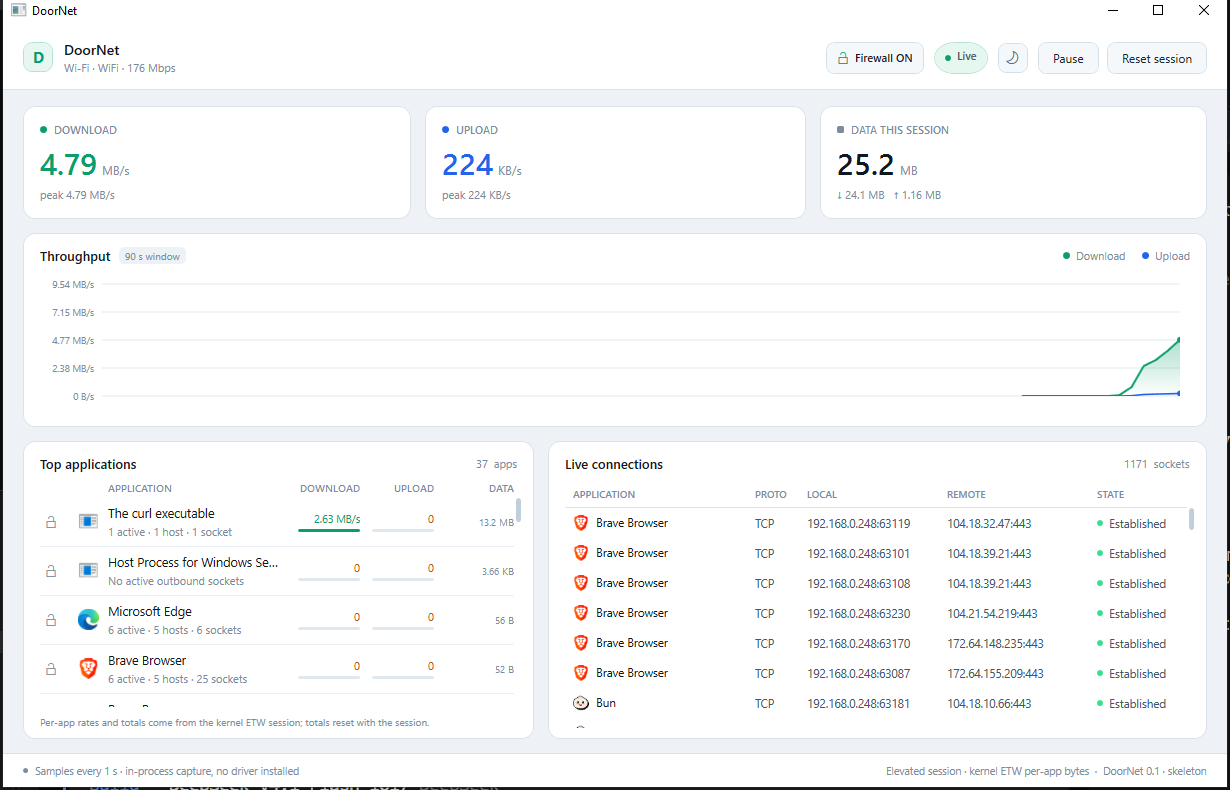 DoorNet
D
DoorNet
Wi-Fi · WiFi · 176 Mbps
Firewall ON
Live
Pause
Reset session
DOWNLOAD
4.79 MB/s
peak 4.79 MB/s
UPLOAD
224 KB/s
peak 224 KB/s
DATA THIS SESSION
25.2 MB
↓ 24.1 MB ↑ 1.16 MB
Throughput 90 s window
Download Upload
9.54 MB/s
7.15 MB/s
4.77 MB/s
2.38 MB/s
0 B/s
Top applications 37 apps
APPLICATION DOWNLOAD UPLOAD DATA
The curl executable 2.63 MB/s 0 13.2 MB
1 active · 1 host · 1 socket
Host Process for Windows Se... 0 0 3.66 KB
No active outbound sockets
Microsoft Edge 0 0 56 B
6 active · 5 hosts · 6 sockets
Brave Browser 0 0 52 B
6 active · 5 hosts · 25 sockets
Per-app rates and totals come from the kernel ETW session; totals reset with the session.
Live connections 1171 sockets
APPLICATION PROTO LOCAL REMOTE STATE
Brave Browser TCP 192.168.0.248:63119 104.18.32.47:443 Established
Brave Browser TCP 192.168.0.248:63101 104.18.39.21:443 Established
Brave Browser TCP 192.168.0.248:63108 104.18.39.21:443 Established
Brave Browser TCP 192.168.0.248:63230 104.21.54.219:443 Established
Brave Browser TCP 192.168.0.248:63170 172.64.148.235:443 Established
Brave Browser TCP 192.168.0.248:63087 172.64.155.209:443 Established
Bun TCP 192.168.0.248:63181 104.18.10.66:443 Established
Samples every 1 s · in-process capture, no driver installed
Elevated session · kernel ETW per-app bytes · DoorNet 0.1 · skeleton